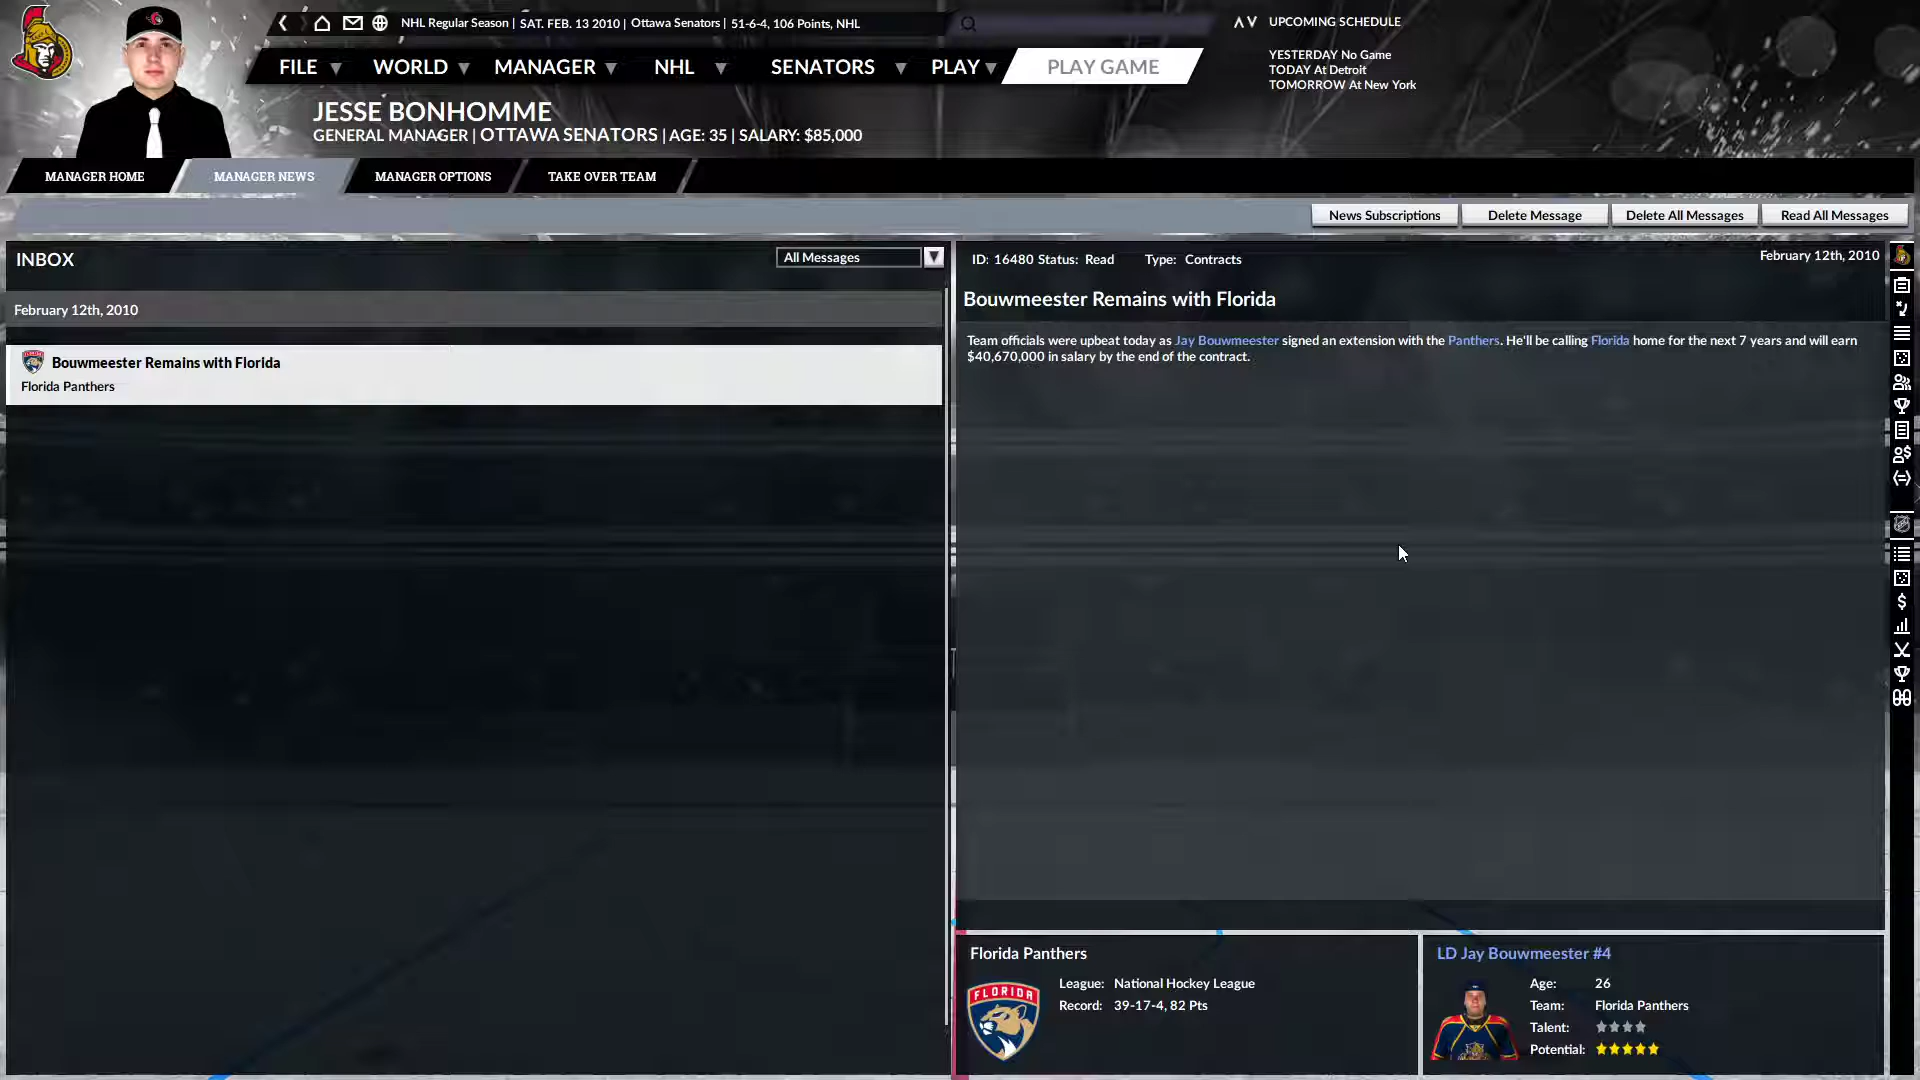 NHL Regular Season | SAT. FEB. 13 2010 | Ottawa Senators | 51-6-4, 106 Points, NHL
UPCOMING SCHEDULE
YESTERDAY No Game
TODAY At Detroit
TOMORROW At New York
FILE WORLD MANAGER NHL SENATORS PLAY PLAY GAME
JESSE BONHOMME
GENERAL MANAGER | OTTAWA SENATORS | AGE: 35 | SALARY: $85,000
MANAGER HOME MANAGER NEWS MANAGER OPTIONS TAKE OVER TEAM
News Subscriptions Delete Message Delete All Messages Read All Messages
INBOX All Messages
February 12th, 2010
Bouwmeester Remains with Florida
Florida Panthers
ID: 16480 Status: Read Type: Contracts February 12th, 2010
Bouwmeester Remains with Florida
Team officials were upbeat today as Jay Bouwmeester signed an extension with the Panthers. He'll be calling Florida home for the next 7 years and will earn
$40,670,000 in salary by the end of the contract.
Florida Panthers
FLORIDA
League: National Hockey League
Record: 39-17-4, 82 Pts
LD Jay Bouwmeester #4
Age: 26
Team: Florida Panthers
Talent:
Potential: